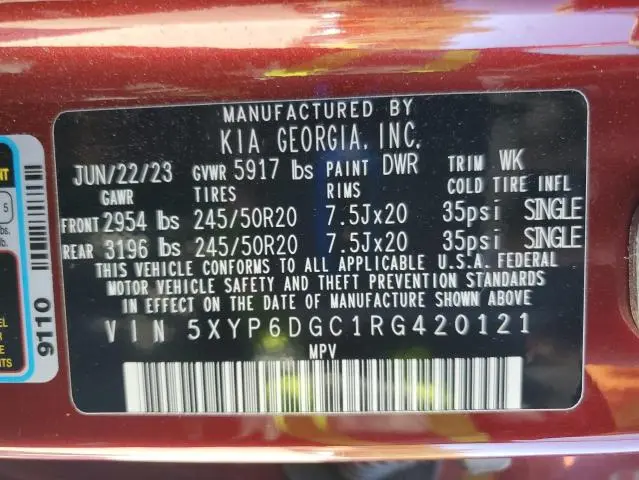 MANUFACTURED BY
KIA GEORGIA, INC.
JUN/22/23 GVWR 5917 lbs PAINT DWR TRIM WK
GAWR TIRES RIMS COLD TIRE INFL
FRONT 2954 lbs 245/50R20 7.5Jx20 35psi SINGLE
REAR 3196 lbs 245/50R20 7.5Jx20 35psi SINGLE
THIS VEHICLE CONFORMS TO ALL APPLICABLE U.S.A. FEDERAL
MOTOR VEHICLE SAFETY AND THEFT PREVENTION STANDARDS
IN EFFECT ON THE DATE OF MANUFACTURE SHOWN ABOVE
VIN 5XYP6DGC1RG420121
MPV
9110
5